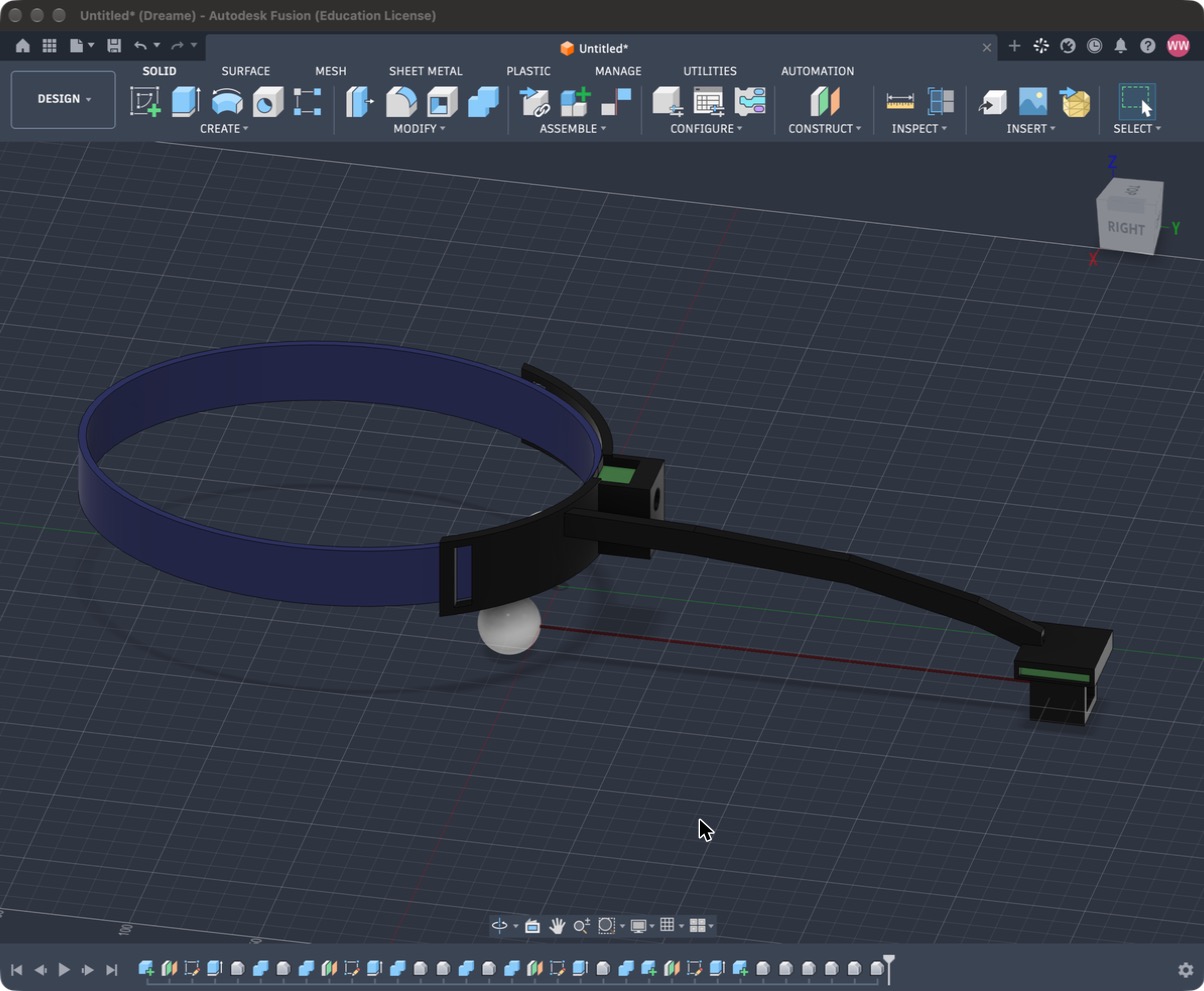 Untitled* (Dreame) - Autodesk Fusion (Education License)
Untitled*
WW
DESIGN
SOLID SURFACE MESH SHEET METAL PLASTIC MANAGE UTILITIES AUTOMATION
CREATE MODIFY ASSEMBLE CONFIGURE CONSTRUCT INSPECT INSERT SELECT
Z
RIGHT
Y
X
100